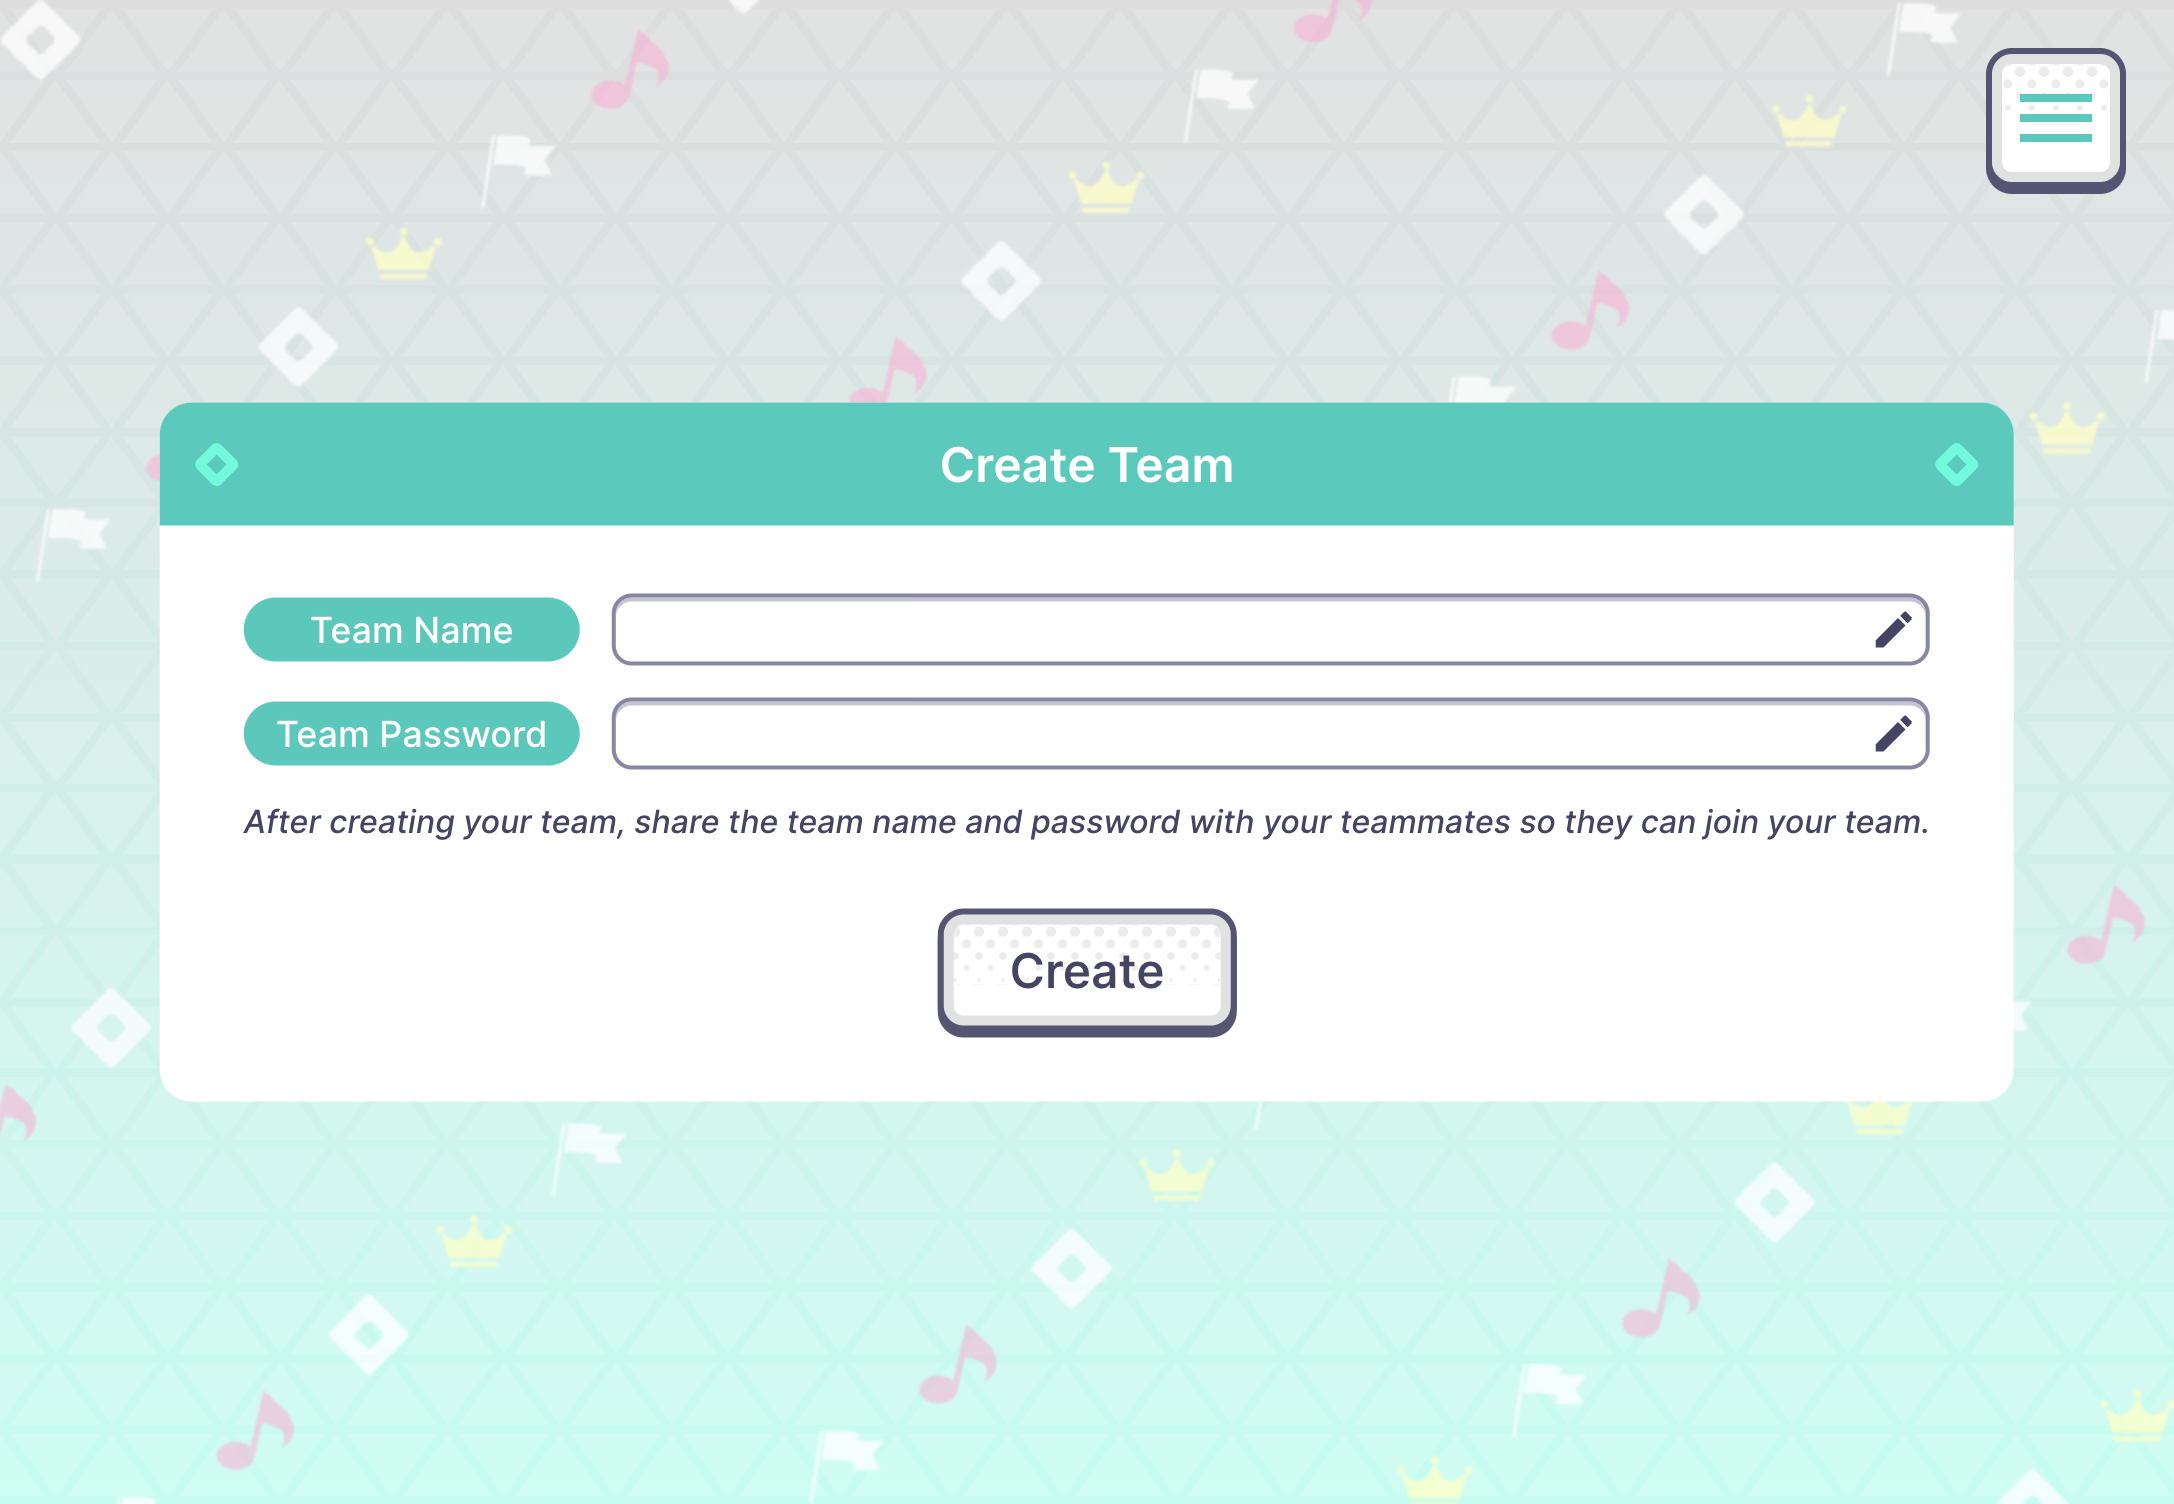 Create Team
Team Name
Team Password
After creating your team, share the team name and password with your teammates so they can join your team.
Create